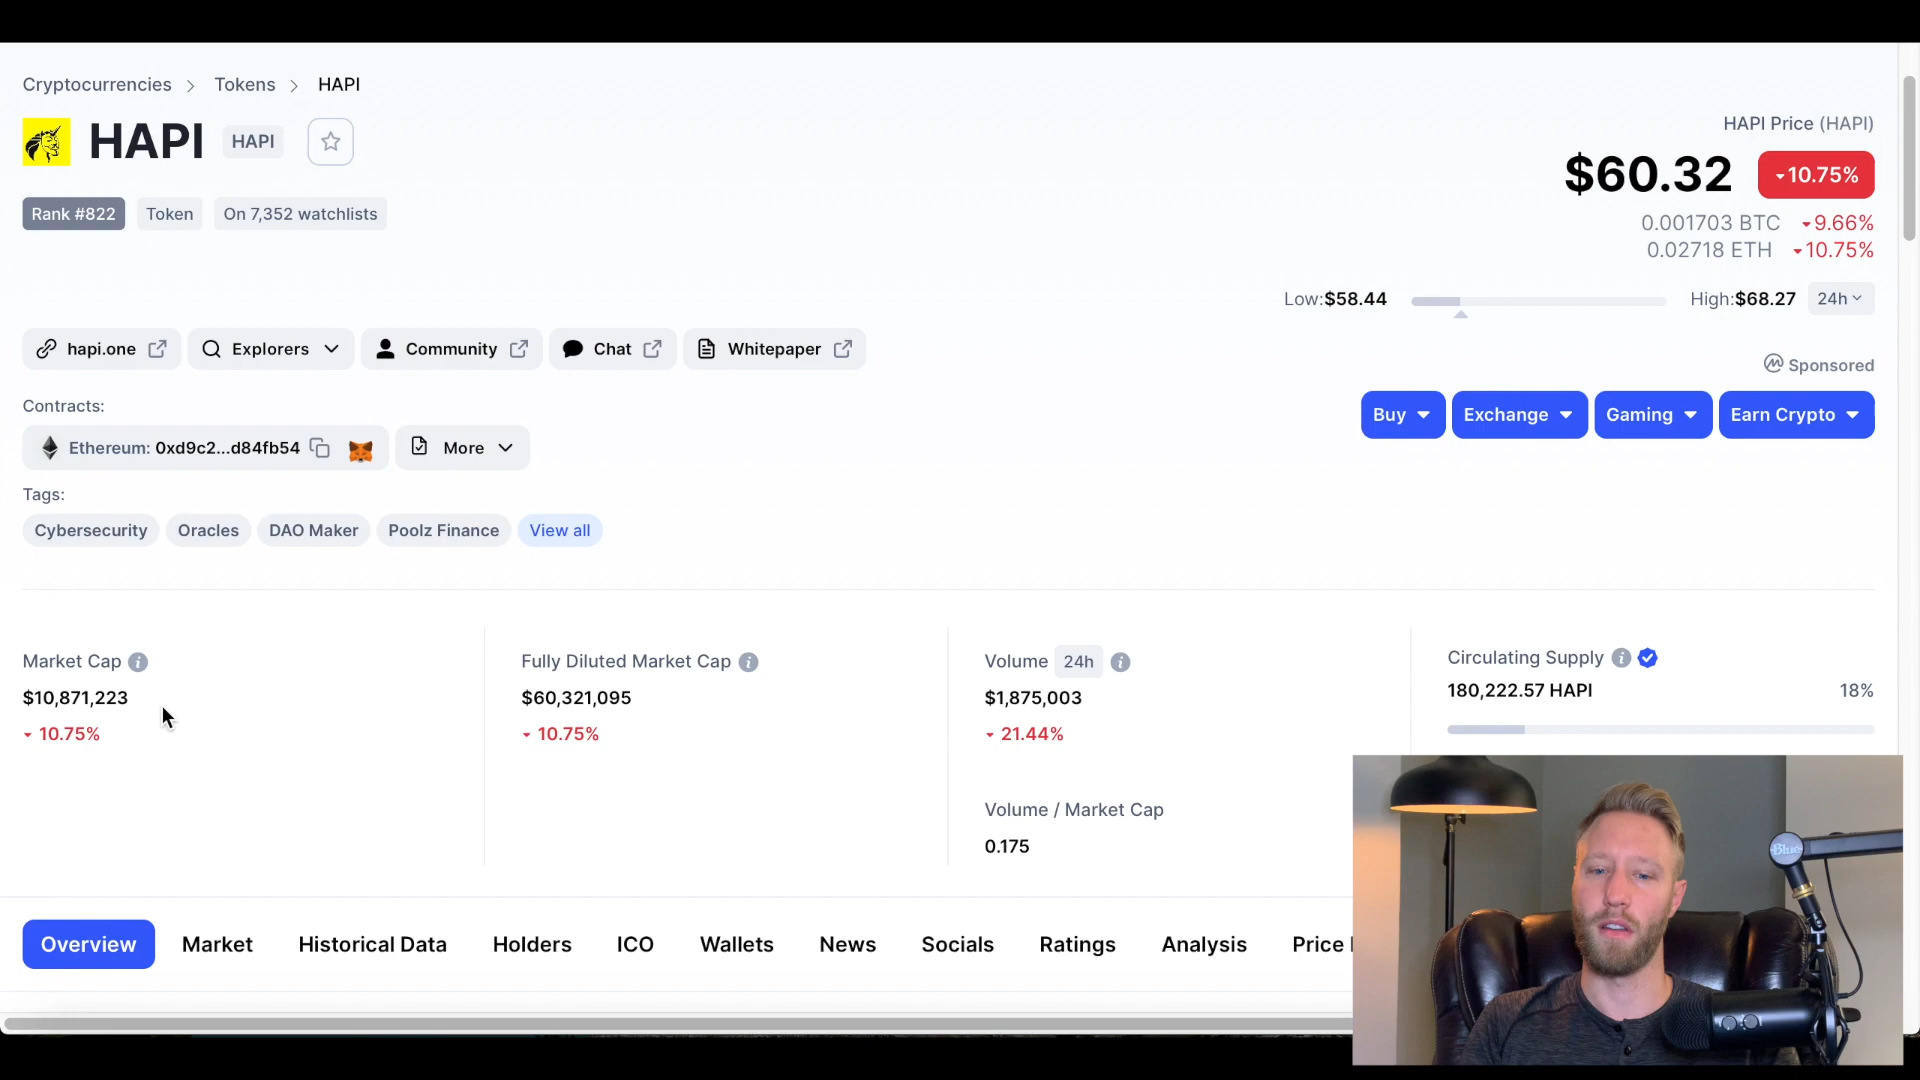 Cryptocurrencies > Tokens > HAPI
HAPI HAPI
Rank #822 Token On 7,352 watchlists
HAPI Price (HAPI)
$60.32 10.75%
0.001703 BTC 9.66%
0.02718 ETH 10.75%
Low:$58.44 High:$68.27 24h
hapi.one Explorers Community Chat Whitepaper
Sponsored
Contracts:
Ethereum: 0xd9c2...d84fb54 More
Buy Exchange Gaming Earn Crypto
Tags:
Cybersecurity Oracles DAO Maker Poolz Finance View all
Market Cap
$10,871,223
10.75%
Fully Diluted Market Cap
$60,321,095
10.75%
Volume 24h
$1,875,003
21.44%
Volume / Market Cap
0.175
Circulating Supply
180,222.57 HAPI 18%
Overview Market Historical Data Holders ICO Wallets News Socials Ratings Analysis Price
Blue